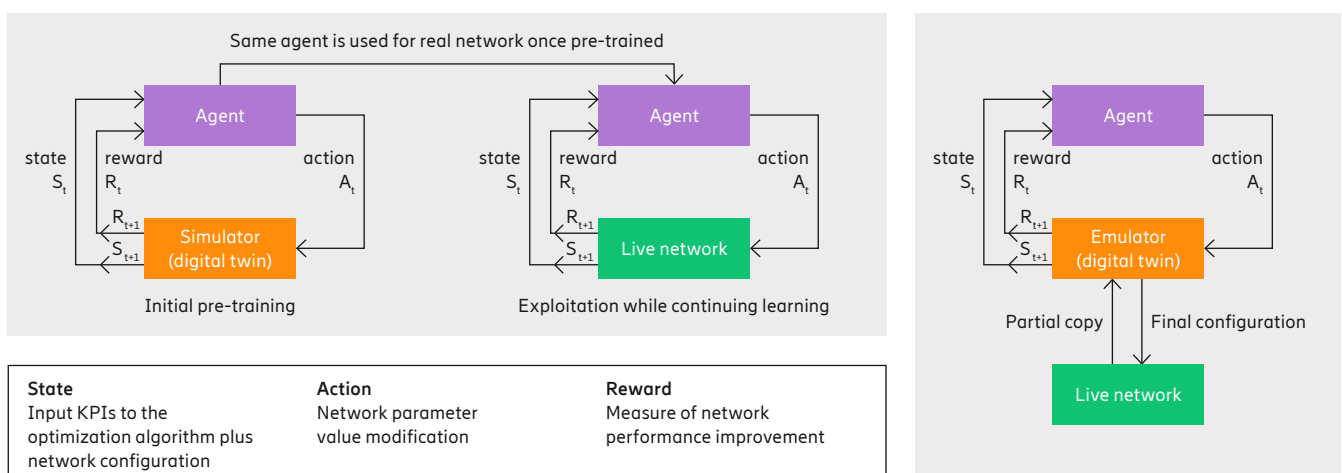 Same agent is used for real network once pre-trained
Agent
state
S_t
reward
R_t
action
A_t
R_t+1
S_t+1
Simulator
(digital twin)
Initial pre-training
Agent
state
S_t
reward
R_t
action
A_t
R_t+1
S_t+1
Live network
Exploitation while continuing learning
Agent
state
S_t
reward
R_t
action
A_t
R_t+1
S_t+1
Emulator
(digital twin)
Partial copy
Final configuration
Live network
State
Input KPIs to the
optimization algorithm plus
network configuration
Action
Network parameter
value modification
Reward
Measure of network
performance improvement